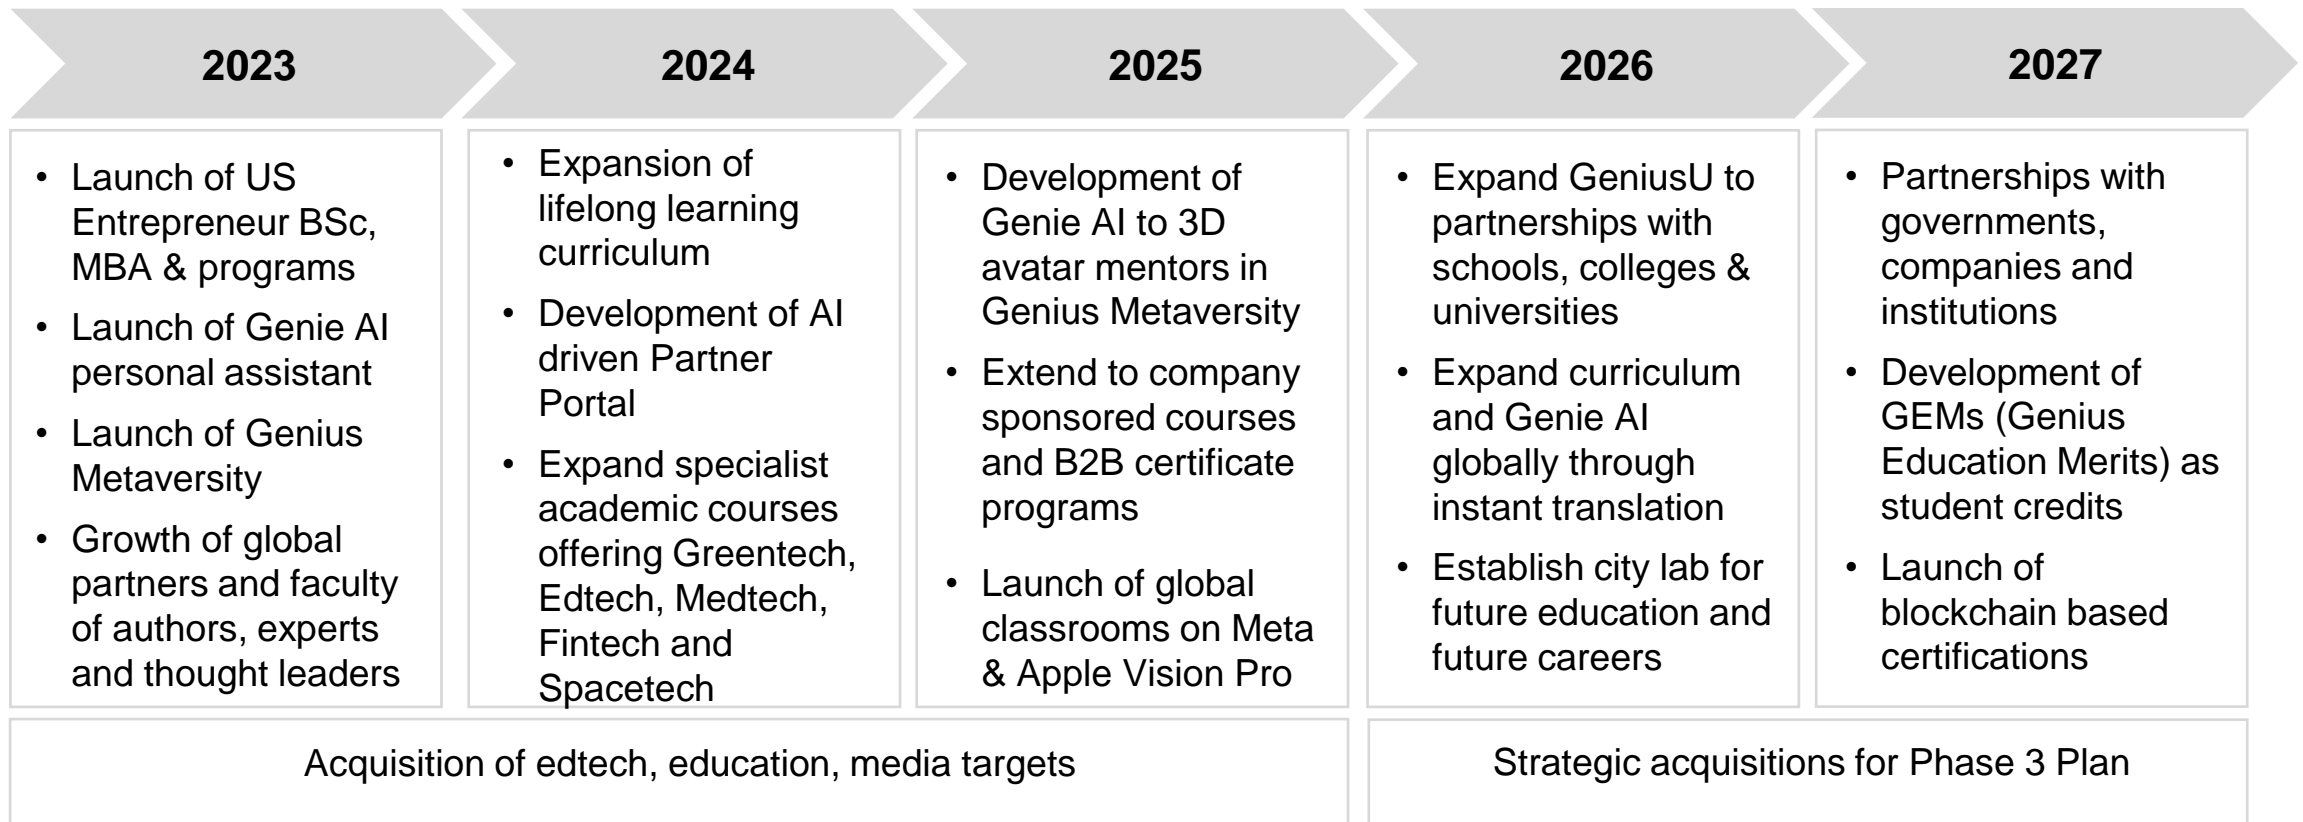 2023
2024
2025
2026
2027
• Launch of US
Entrepreneur BSc,
MBA & programs
• Launch of Genie AI
personal assistant
• Launch of Genius
Metaversity
• Growth of global
partners and faculty
of authors, experts
and thought leaders
• Expansion of
lifelong learning
curriculum
• Development of AI
driven Partner
Portal
• Expand specialist
academic courses
offering Greentech,
Edtech, Medtech,
Fintech and
Spacetech
• Development of
Genie AI to 3D
avatar mentors in
Genius Metaversity
• Extend to company
sponsored courses
and B2B certificate
programs
• Launch of global
classrooms on Meta
& Apple Vision Pro
• Expand GeniusU to
partnerships with
schools, colleges &
universities
• Expand curriculum
and Genie AI
globally through
instant translation
• Establish city lab for
future education and
future careers
• Partnerships with
governments,
companies and
institutions
• Development of
GEMs (Genius
Education Merits) as
student credits
• Launch of
blockchain based
certifications
Acquisition of edtech, education, media targets
Strategic acquisitions for Phase 3 Plan